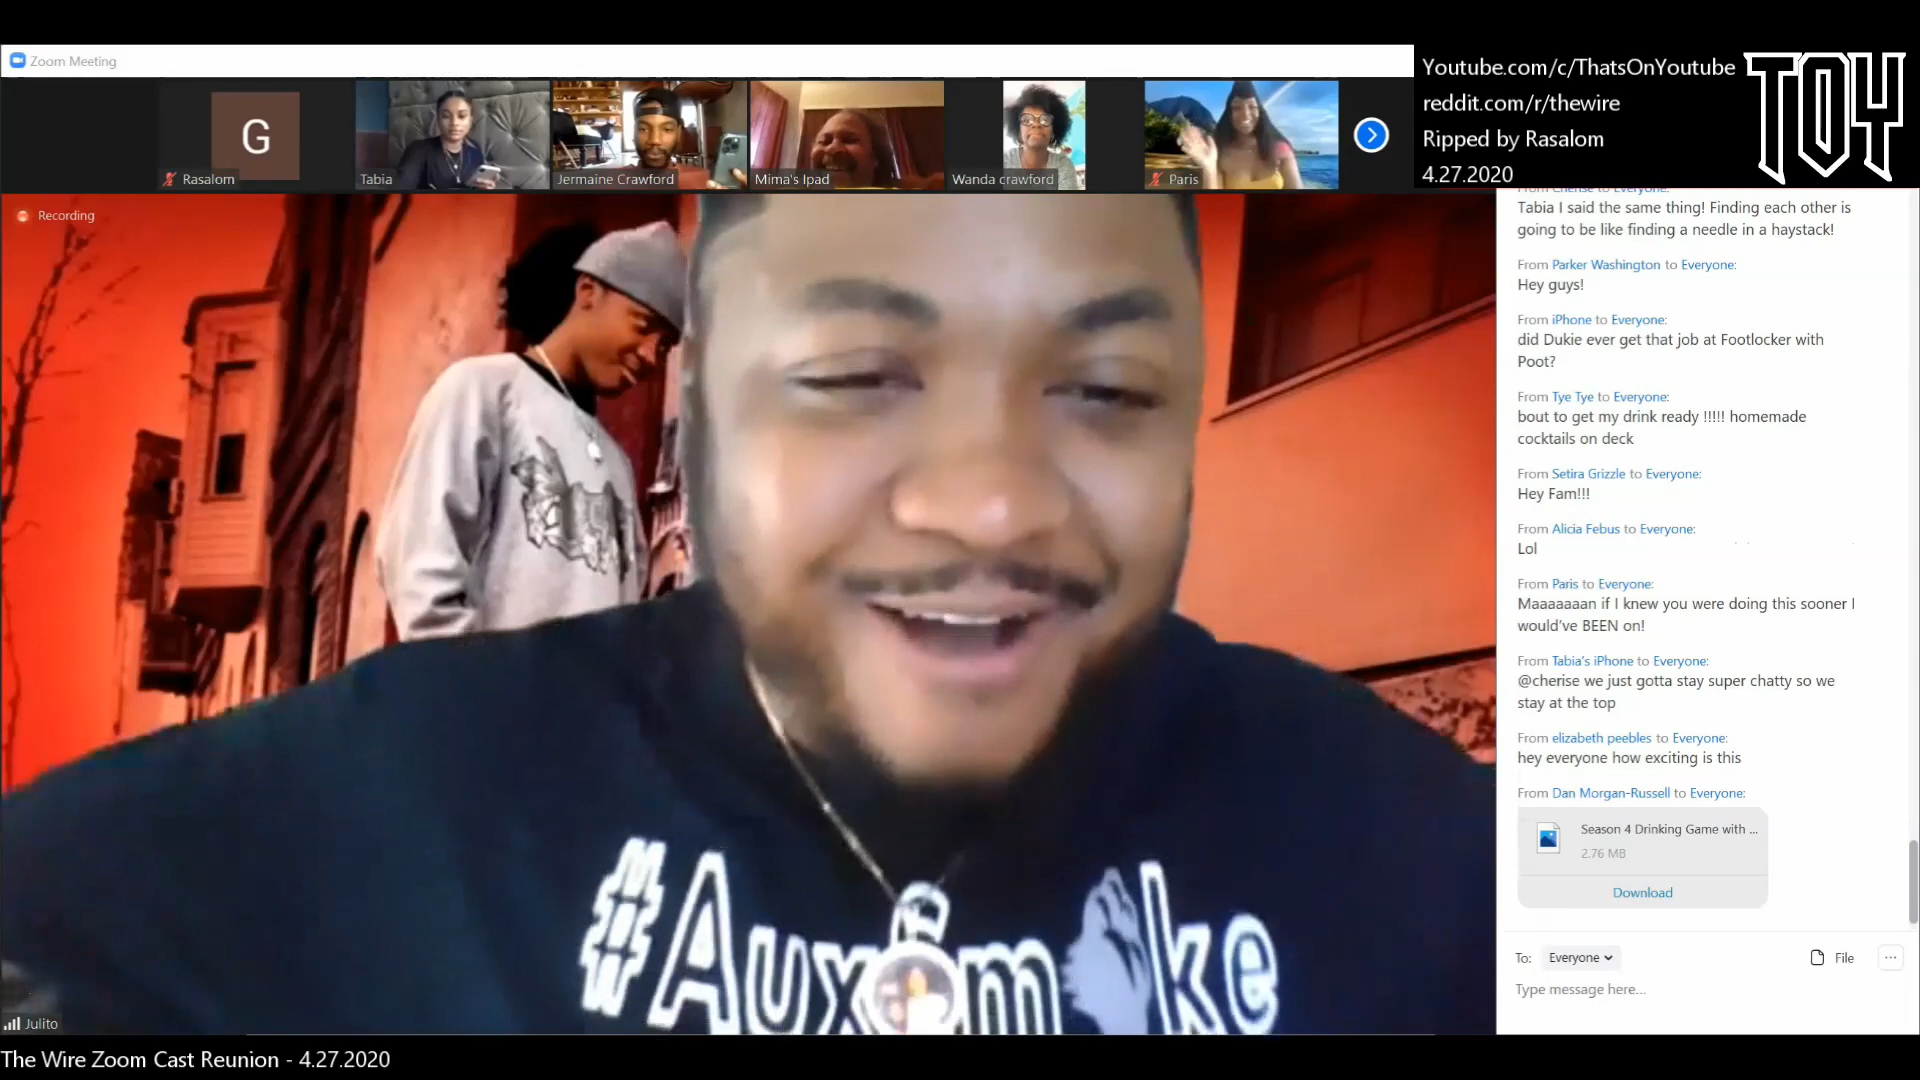 Zoom Meeting
G
Rasalom
Tabia
Jermaine Crawford
Mima's Ipad
Wanda crawford
Paris
Youtube.com/c/ThatsOnYoutube
reddit.com/r/thewire
Ripped by Rasalom
4.27.2020
TOY
Recording
From Cherise to Everyone:
Tabia I said the same thing! Finding each other is
going to be like finding a needle in a haystack!
From Parker Washington to Everyone:
Hey guys!
From iPhone to Everyone:
did Dukie ever get that job at Footlocker with
Poot?
From Tye Tye to Everyone:
bout to get my drink ready !!!!! homemade
cocktails on deck
From Setira Grizzle to Everyone:
Hey Fam!!!
From Alicia Febus to Everyone:
Lol
From Paris to Everyone:
Maaaaaaan if I knew you were doing this sooner I
would've BEEN on!
From Tabia's iPhone to Everyone:
@cherise we just gotta stay super chatty so we
stay at the top
From elizabeth peebles to Everyone:
hey everyone how exciting is this
From Dan Morgan-Russell to Everyone:
Season 4 Drinking Game with ...
2.76 MB
Download
To: Everyone
File
...
Type message here...
Julito
The Wire Zoom Cast Reunion - 4.27.2020